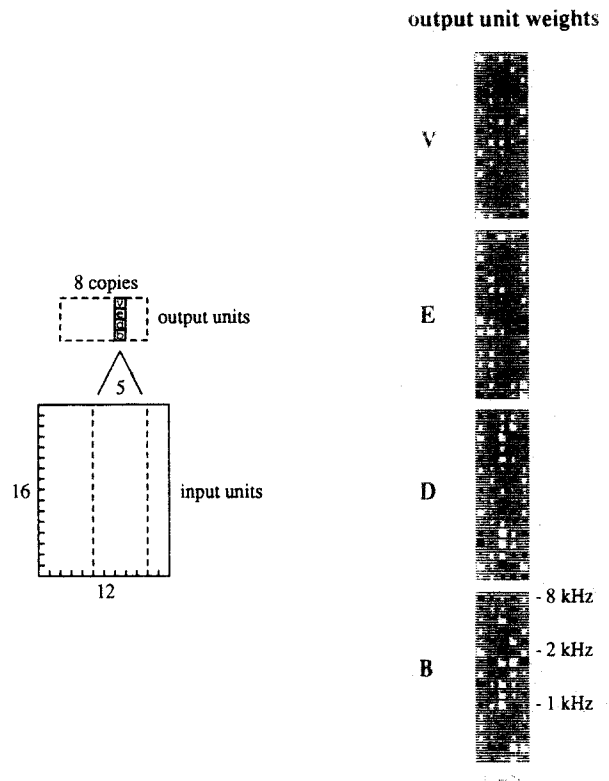 output unit weights
V
8 copies
output units
E
5
16
input units
12
D
- 8 kHz
- 2 kHz
B
- 1 kHz